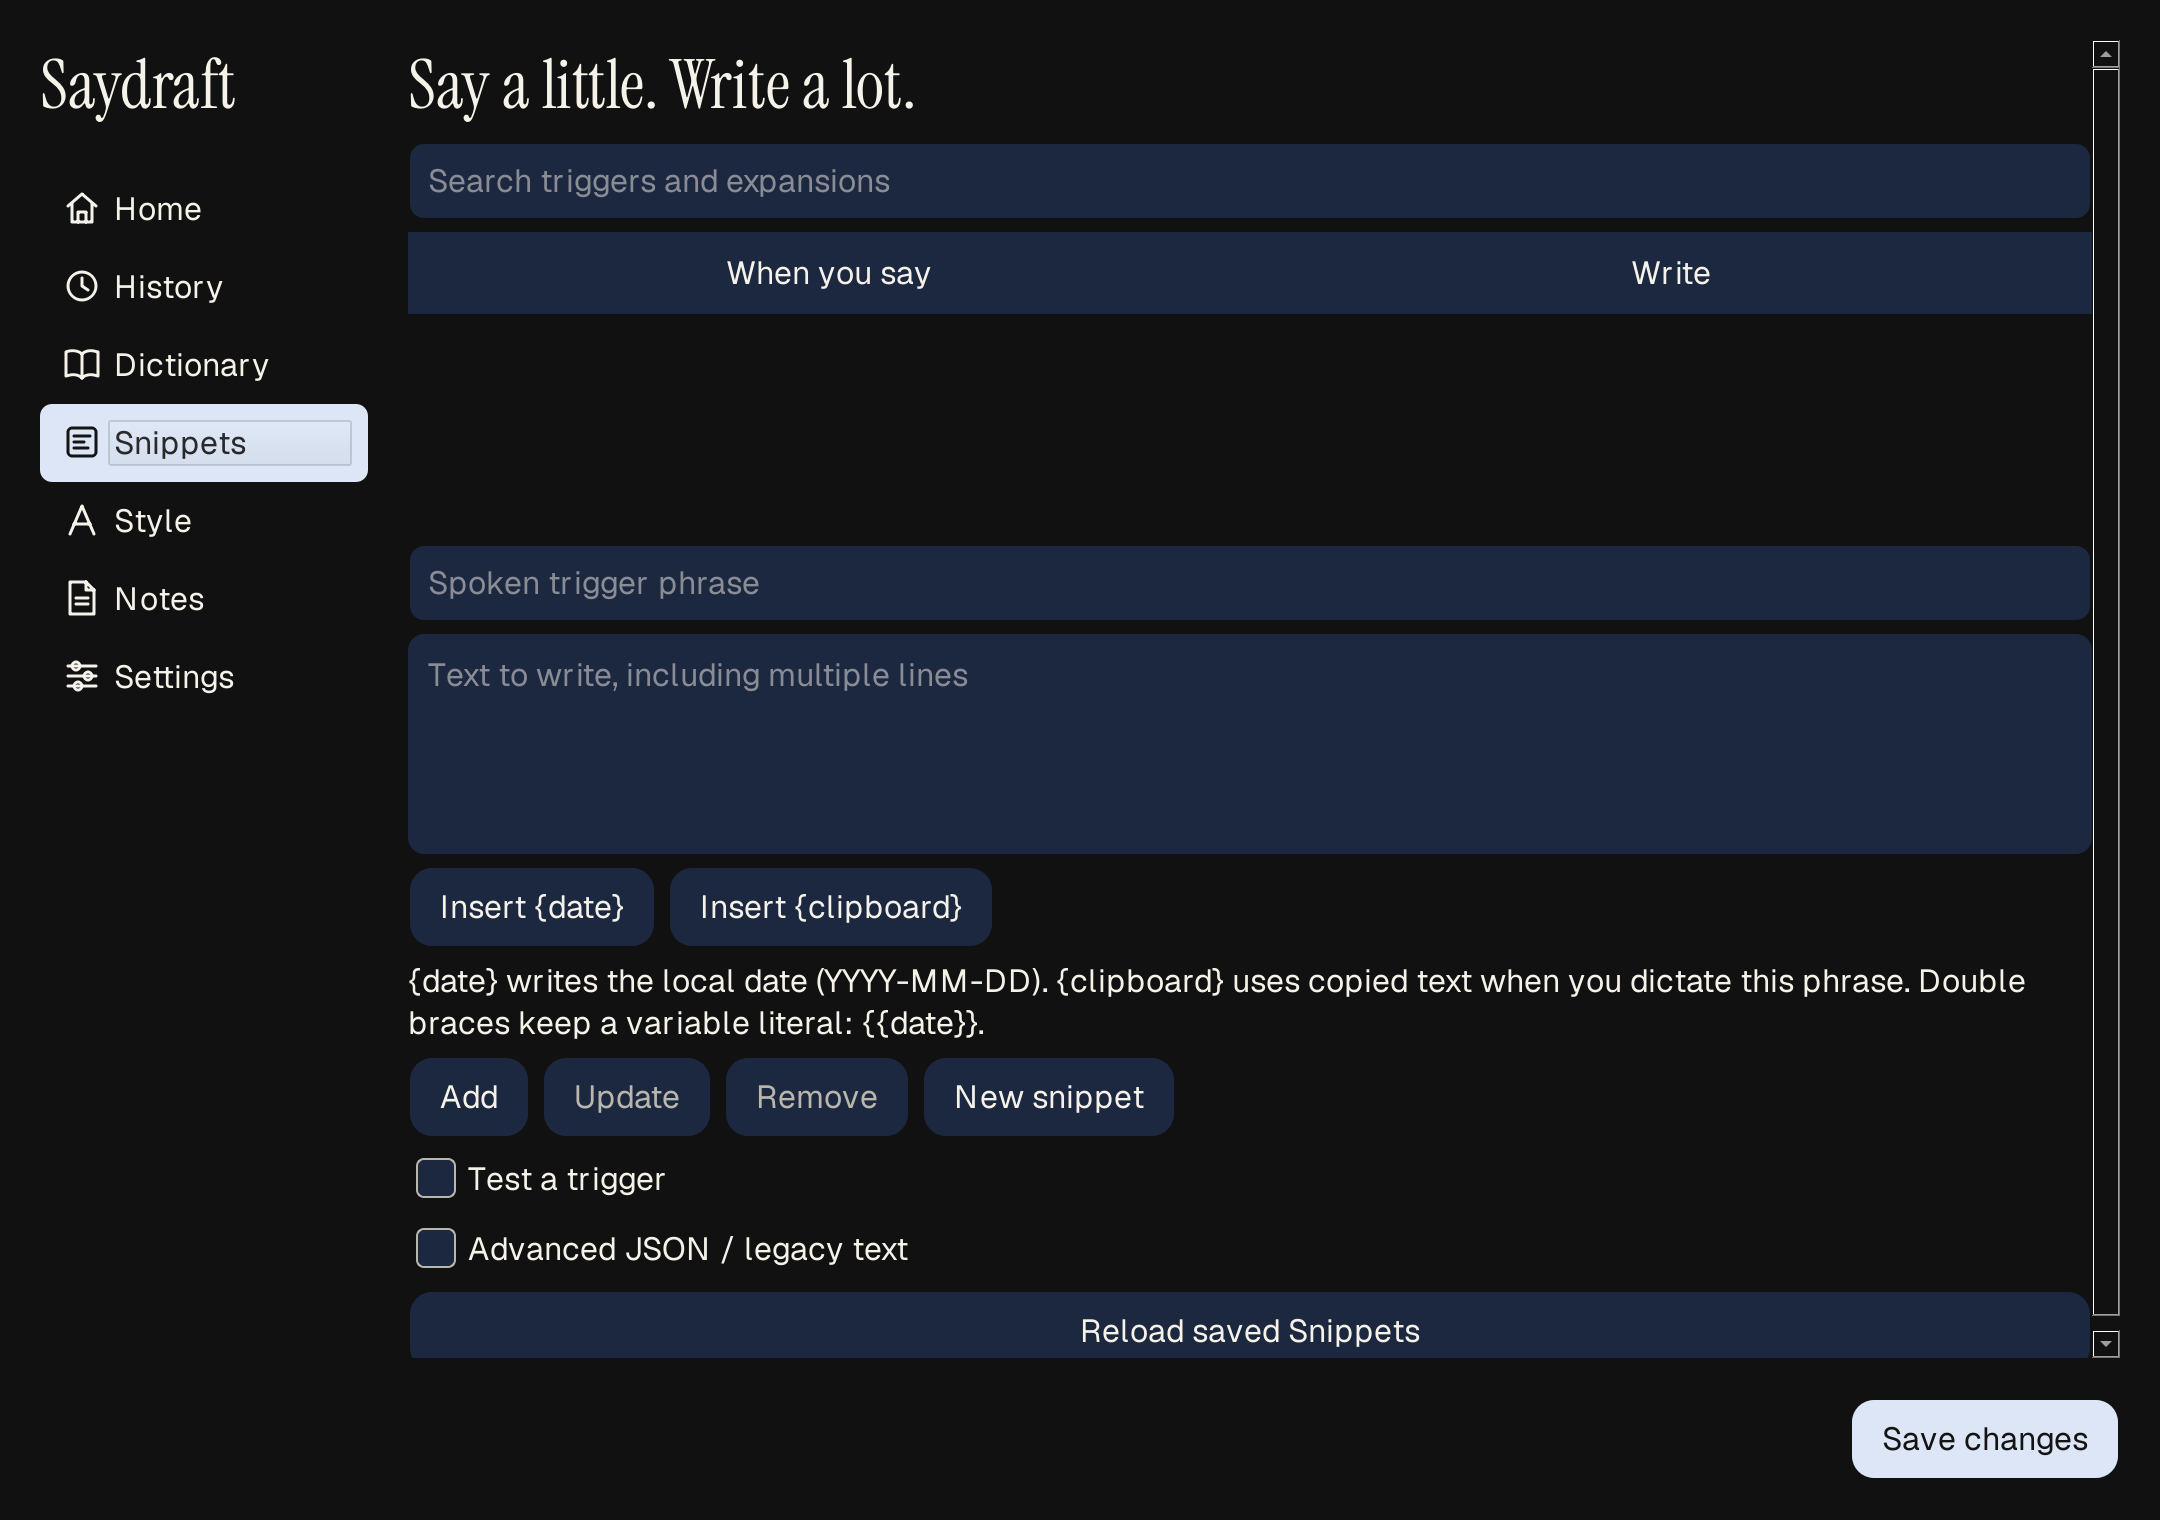 Saydraft
Home
History
Dictionary
Snippets
Style
Notes
Settings
Say a little. Write a lot.
Search triggers and expansions
When you say Write
Spoken trigger phrase
Text to write, including multiple lines
Insert {date} Insert {clipboard}
{date} writes the local date (YYYY-MM-DD). {clipboard} uses copied text when you dictate this phrase. Double
braces keep a variable literal: {{date}}.
Add Update Remove New snippet
Test a trigger
Advanced JSON / legacy text
Reload saved Snippets
Save changes